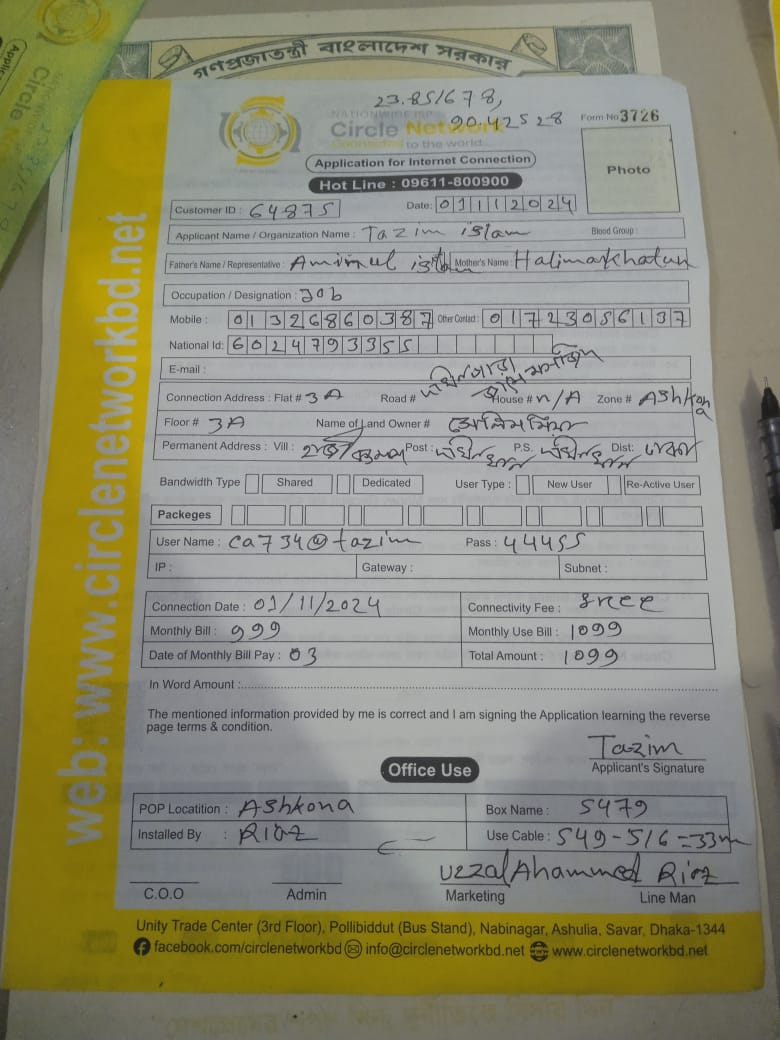 গণপ্রজাতন্ত্রী বাংলাদেশ সরকার
23.851678,
90.42528
NATIONWIDE ISP
Circle Network
Connected to the world...
Form No 3726
Application for Internet Connection
Photo
Hot Line : 09611-800900
Customer ID : 64875 Date: 01112024
Applicant Name / Organization Name : Tazim islam Blood Group :
Father's Name / Representative : Amimul Mother's Name : Halimakhatun
Occupation / Designation : Job
Mobile : 01326860387 Other Contact : 01723056137
National Id: 6024793355
E-mail :
Connection Address : Flat # 3A Road # House # n/A Zone # Ashkona
Floor # 3A Name of Land Owner #
Permanent Address : Vill : Post : P.S. Dist: ঢাকা
Bandwidth Type Shared Dedicated User Type : New User Re-Active User
Packeges
User Name : ca734@tazim Pass : 44455
IP : Gateway : Subnet :
Connection Date : 01/11/2024 Connectivity Fee : free
Monthly Bill : 999 Monthly Use Bill : 1099
Date of Monthly Bill Pay : 03 Total Amount : 1099
In Word Amount :
The mentioned information provided by me is correct and I am signing the Application learning the reverse
page terms & condition.
Tazim
Applicant's Signature
Office Use
POP Locatition : Ashkona Box Name : 5479
Installed By : Riaz Use Cable : 549-516=33m
Uzzal Ahammed Riaz
C.O.O Admin Marketing Line Man
Unity Trade Center (3rd Floor), Pollibiddut (Bus Stand), Nabinagar, Ashulia, Savar, Dhaka-1344
facebook.com/circlenetworkbd info@circlenetworkbd.net www.circlenetworkbd.net
web: www.circlenetworkbd.net